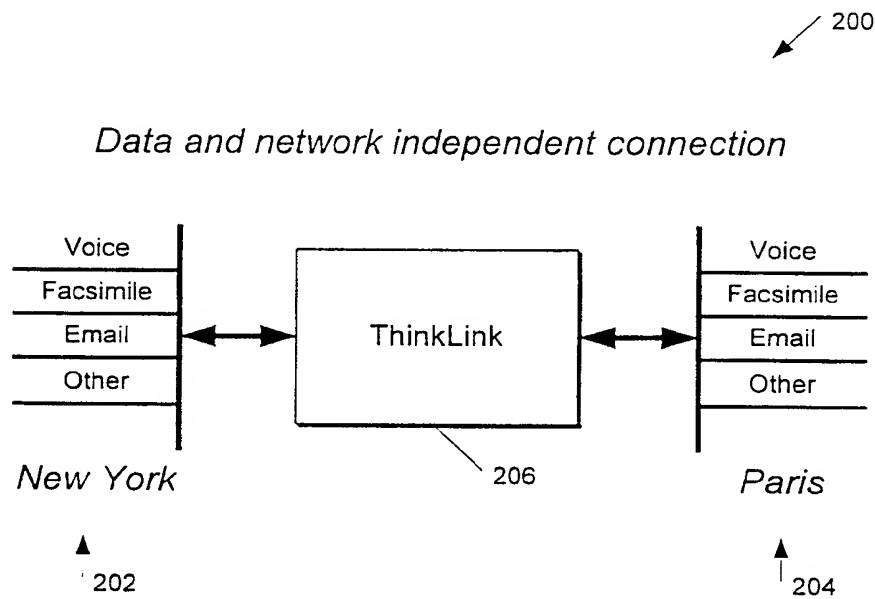 200
Data and network independent connection
Voice
Facsimile
Email
Other
New York
202
ThinkLink
206
Voice
Facsimile
Email
Other
Paris
204